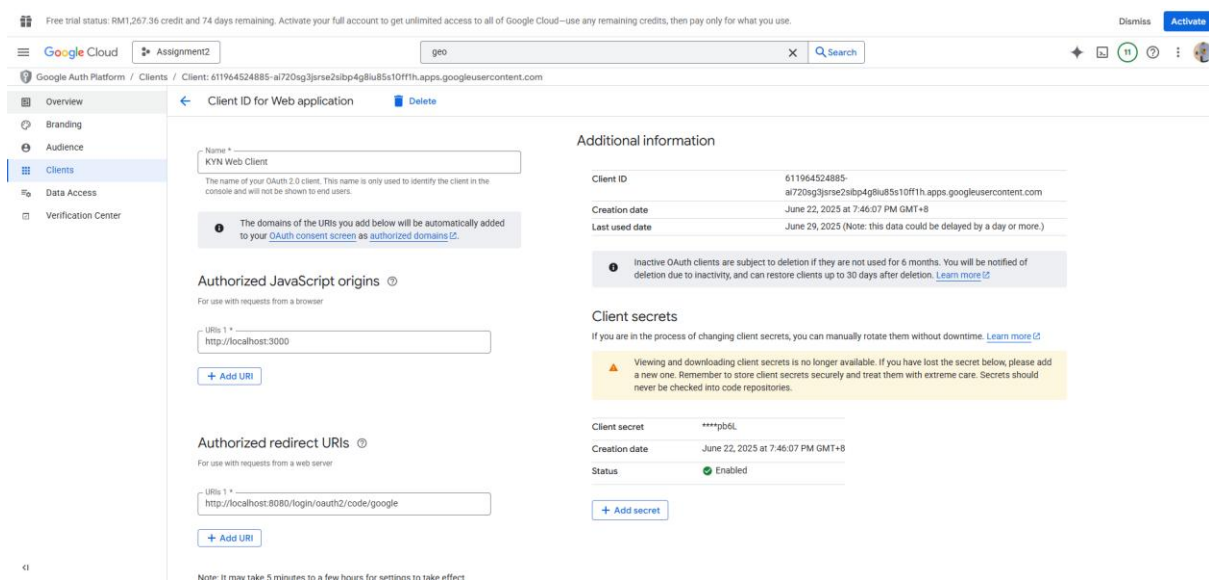 Free trial status: RM1,267.36 credit and 74 days remaining. Activate your full account to get unlimited access to all of Google Cloud—use any remaining credits, then pay only for what you use.
Dismiss
Activate
Google Cloud
Assignment2
geo
Search
11
Google Auth Platform / Clients / Client: 611964524885-ai720sg3jsrse2sibp4g8iu85s10ff1h.apps.googleusercontent.com
Overview
Branding
Audience
Clients
Data Access
Verification Center
Client ID for Web application
Delete
Name *
KYN Web Client
The name of your OAuth 2.0 client. This name is only used to identify the client in the
console and will not be shown to end users.
The domains of the URIs you add below will be automatically added
to your OAuth consent screen as authorized domains.
Authorized JavaScript origins
For use with requests from a browser
URIs 1 *
http://localhost:3000
+ Add URI
Authorized redirect URIs
For use with requests from a web server
URIs 1 *
http://localhost:8080/login/oauth2/code/google
+ Add URI
Note: It may take 5 minutes to a few hours for settings to take effect
Additional information
Client ID
611964524885-
ai720sg3jsrse2sibp4g8iu85s10ff1h.apps.googleusercontent.com
Creation date
June 22, 2025 at 7:46:07 PM GMT+8
Last used date
June 29, 2025 (Note: this data could be delayed by a day or more.)
Inactive OAuth clients are subject to deletion if they are not used for 6 months. You will be notified of
deletion due to inactivity, and can restore clients up to 30 days after deletion. Learn more
Client secrets
If you are in the process of changing client secrets, you can manually rotate them without downtime. Learn more
Viewing and downloading client secrets is no longer available. If you have lost the secret below, please add
a new one. Remember to store client secrets securely and treat them with extreme care. Secrets should
never be checked into code repositories.
Client secret
****pb6L
Creation date
June 22, 2025 at 7:46:07 PM GMT+8
Status
Enabled
+ Add secret